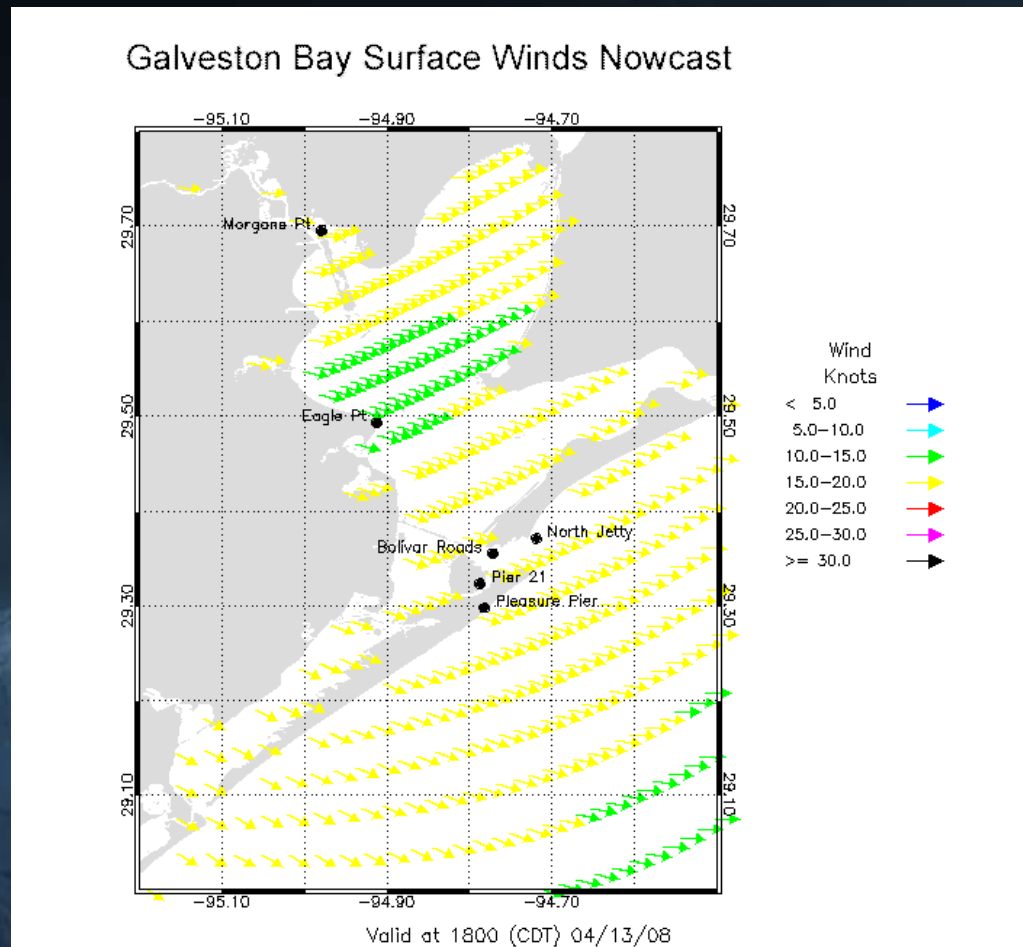 Galveston Bay Surface Winds Nowcast
-95.10 -94.90 -94.70
Morgans Pt
29.70 29.70
Wind
Knots
< 5.0
5.0-10.0
10.0-15.0
15.0-20.0
20.0-25.0
25.0-30.0
>= 30.0
Eagle Pt
29.50 29.50
North Jetty
Bolivar Roads
Pier 21
Pleasure Pier
29.30 29.30
29.10 29.10
-95.10 -94.90 -94.70
Valid at 1800 (CDT) 04/13/08